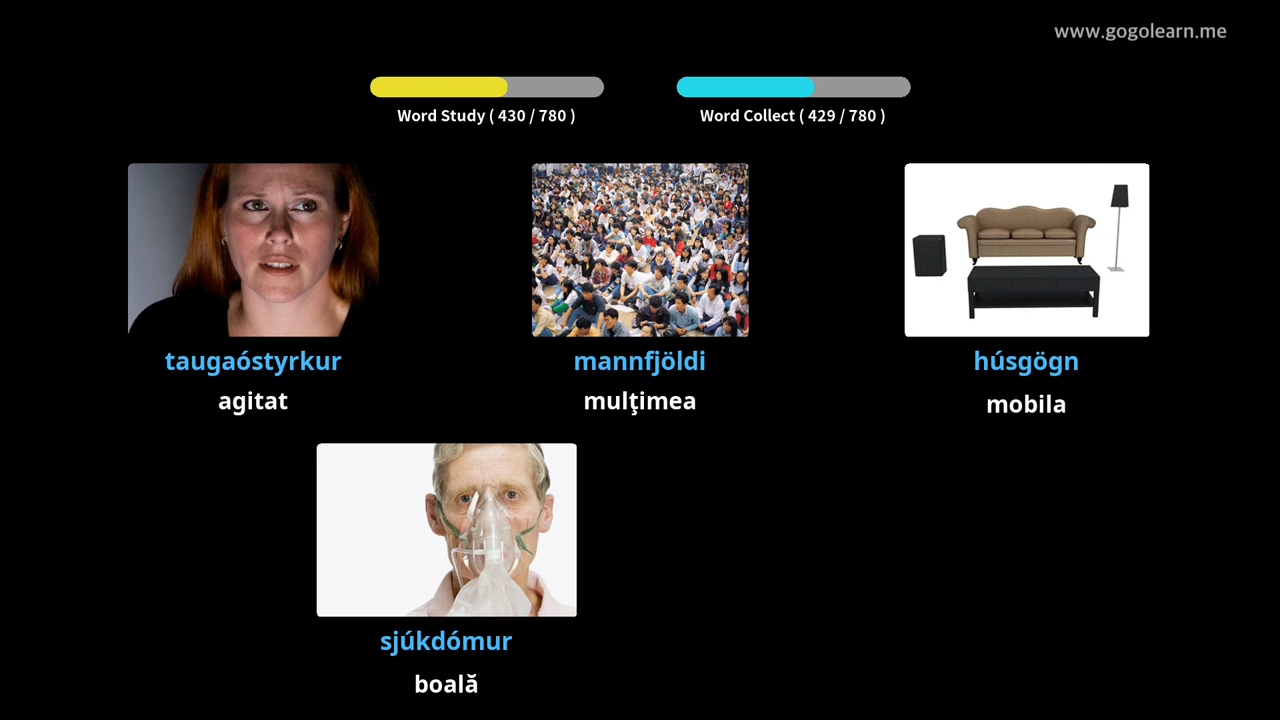 www.gogolearn.me
Word Study ( 430 / 780 )
Word Collect ( 429 / 780 )
taugaóstyrkur
mannfjöldi
húsgögn
agitat
mulţimea
mobila
sjúkdómur
boală